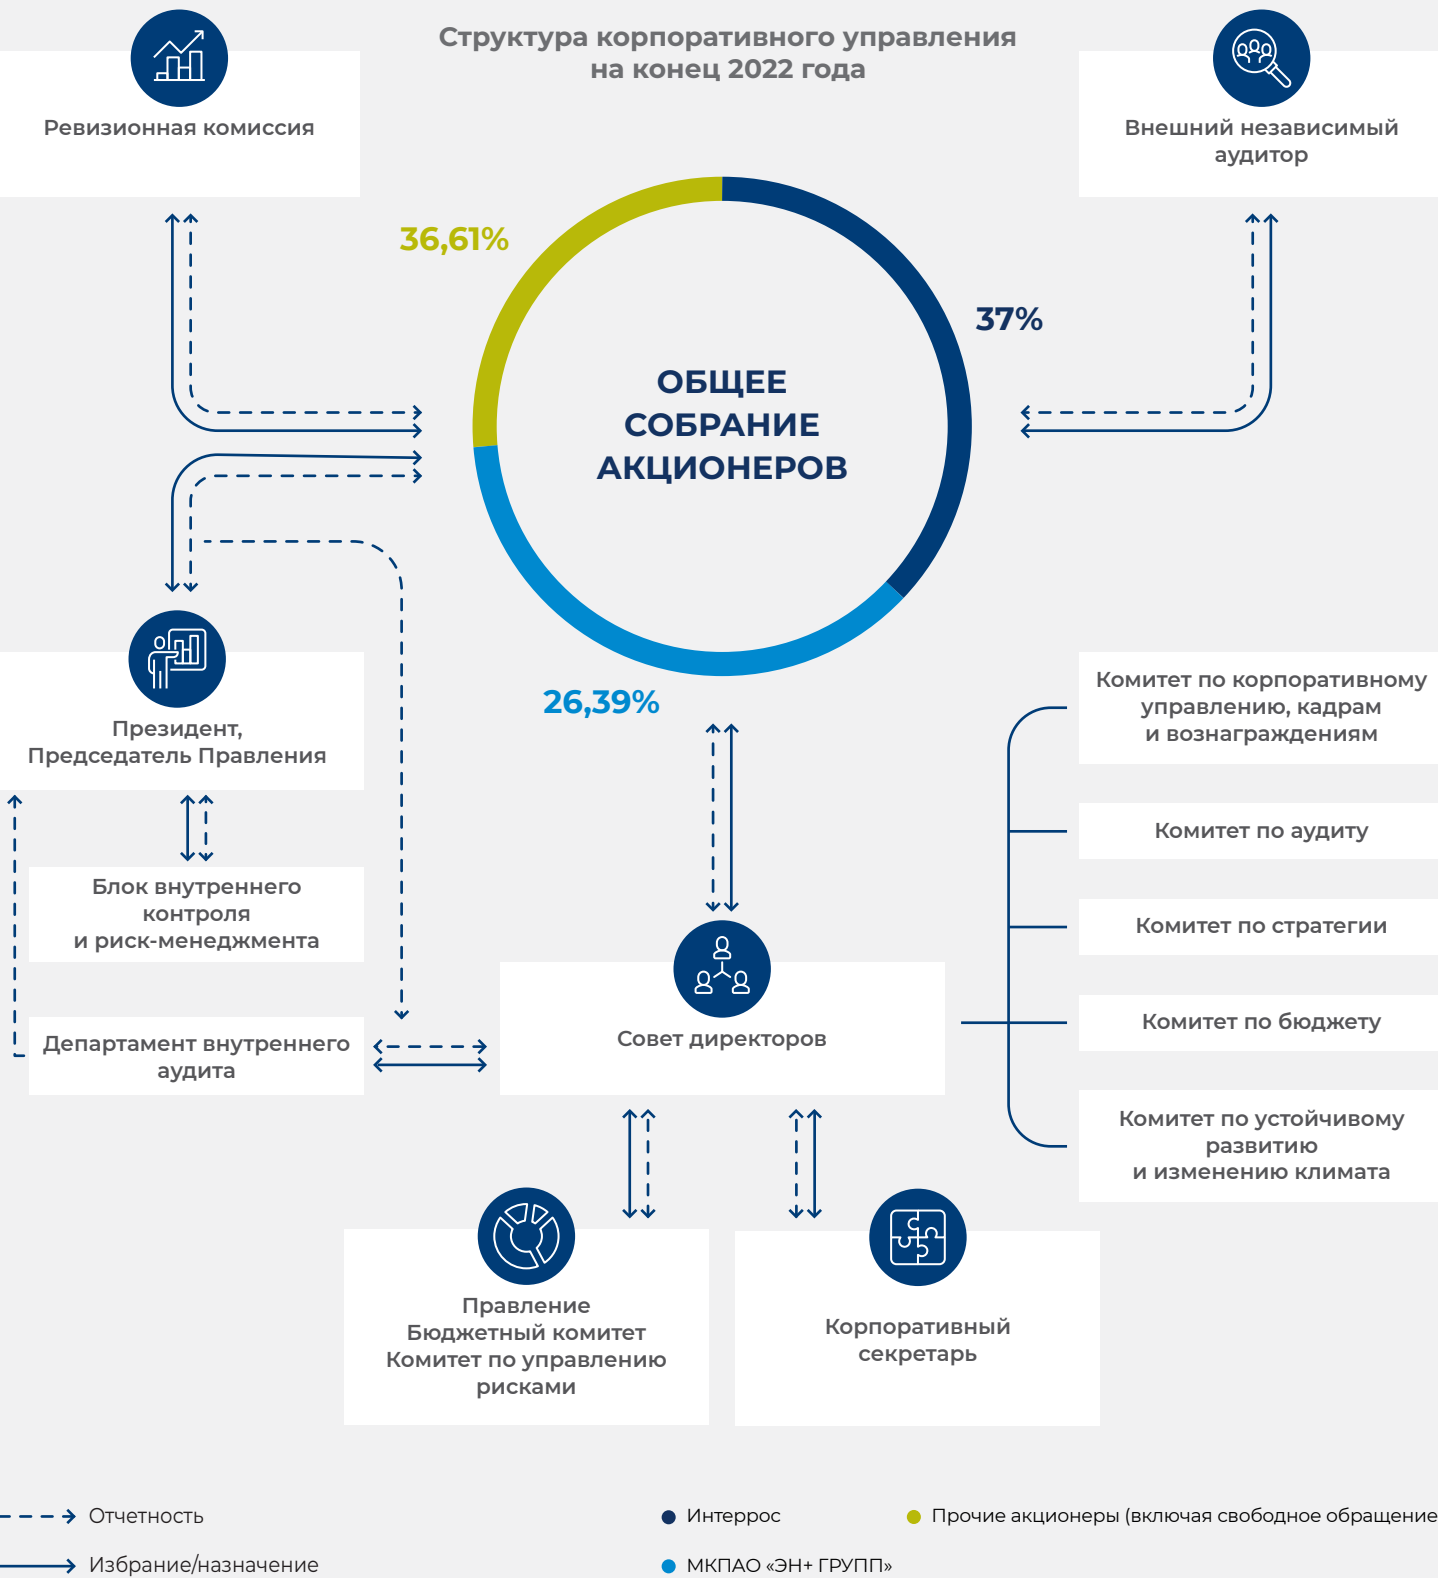 Структура корпоративного управления
на конец 2022 года
Ревизионная комиссия
Внешний независимый
аудитор
36,61%
37%
ОБЩЕЕ
СОБРАНИЕ
АКЦИОНЕРОВ
26,39%
Президент,
Председатель Правления
Блок внутреннего
контроля
и риск-менеджмента
Департамент внутреннего
аудита
Совет директоров
Комитет по корпоративному
управлению, кадрам
и вознаграждениям
Комитет по аудиту
Комитет по стратегии
Комитет по бюджету
Комитет по устойчивому
развитию
и изменению климата
Правление
Бюджетный комитет
Комитет по управлению
рисками
Корпоративный
секретарь
Отчетность
Избрание/назначение
Интеррос
МКПАО «ЭН+ ГРУПП»
Прочие акционеры (включая свободное обращение